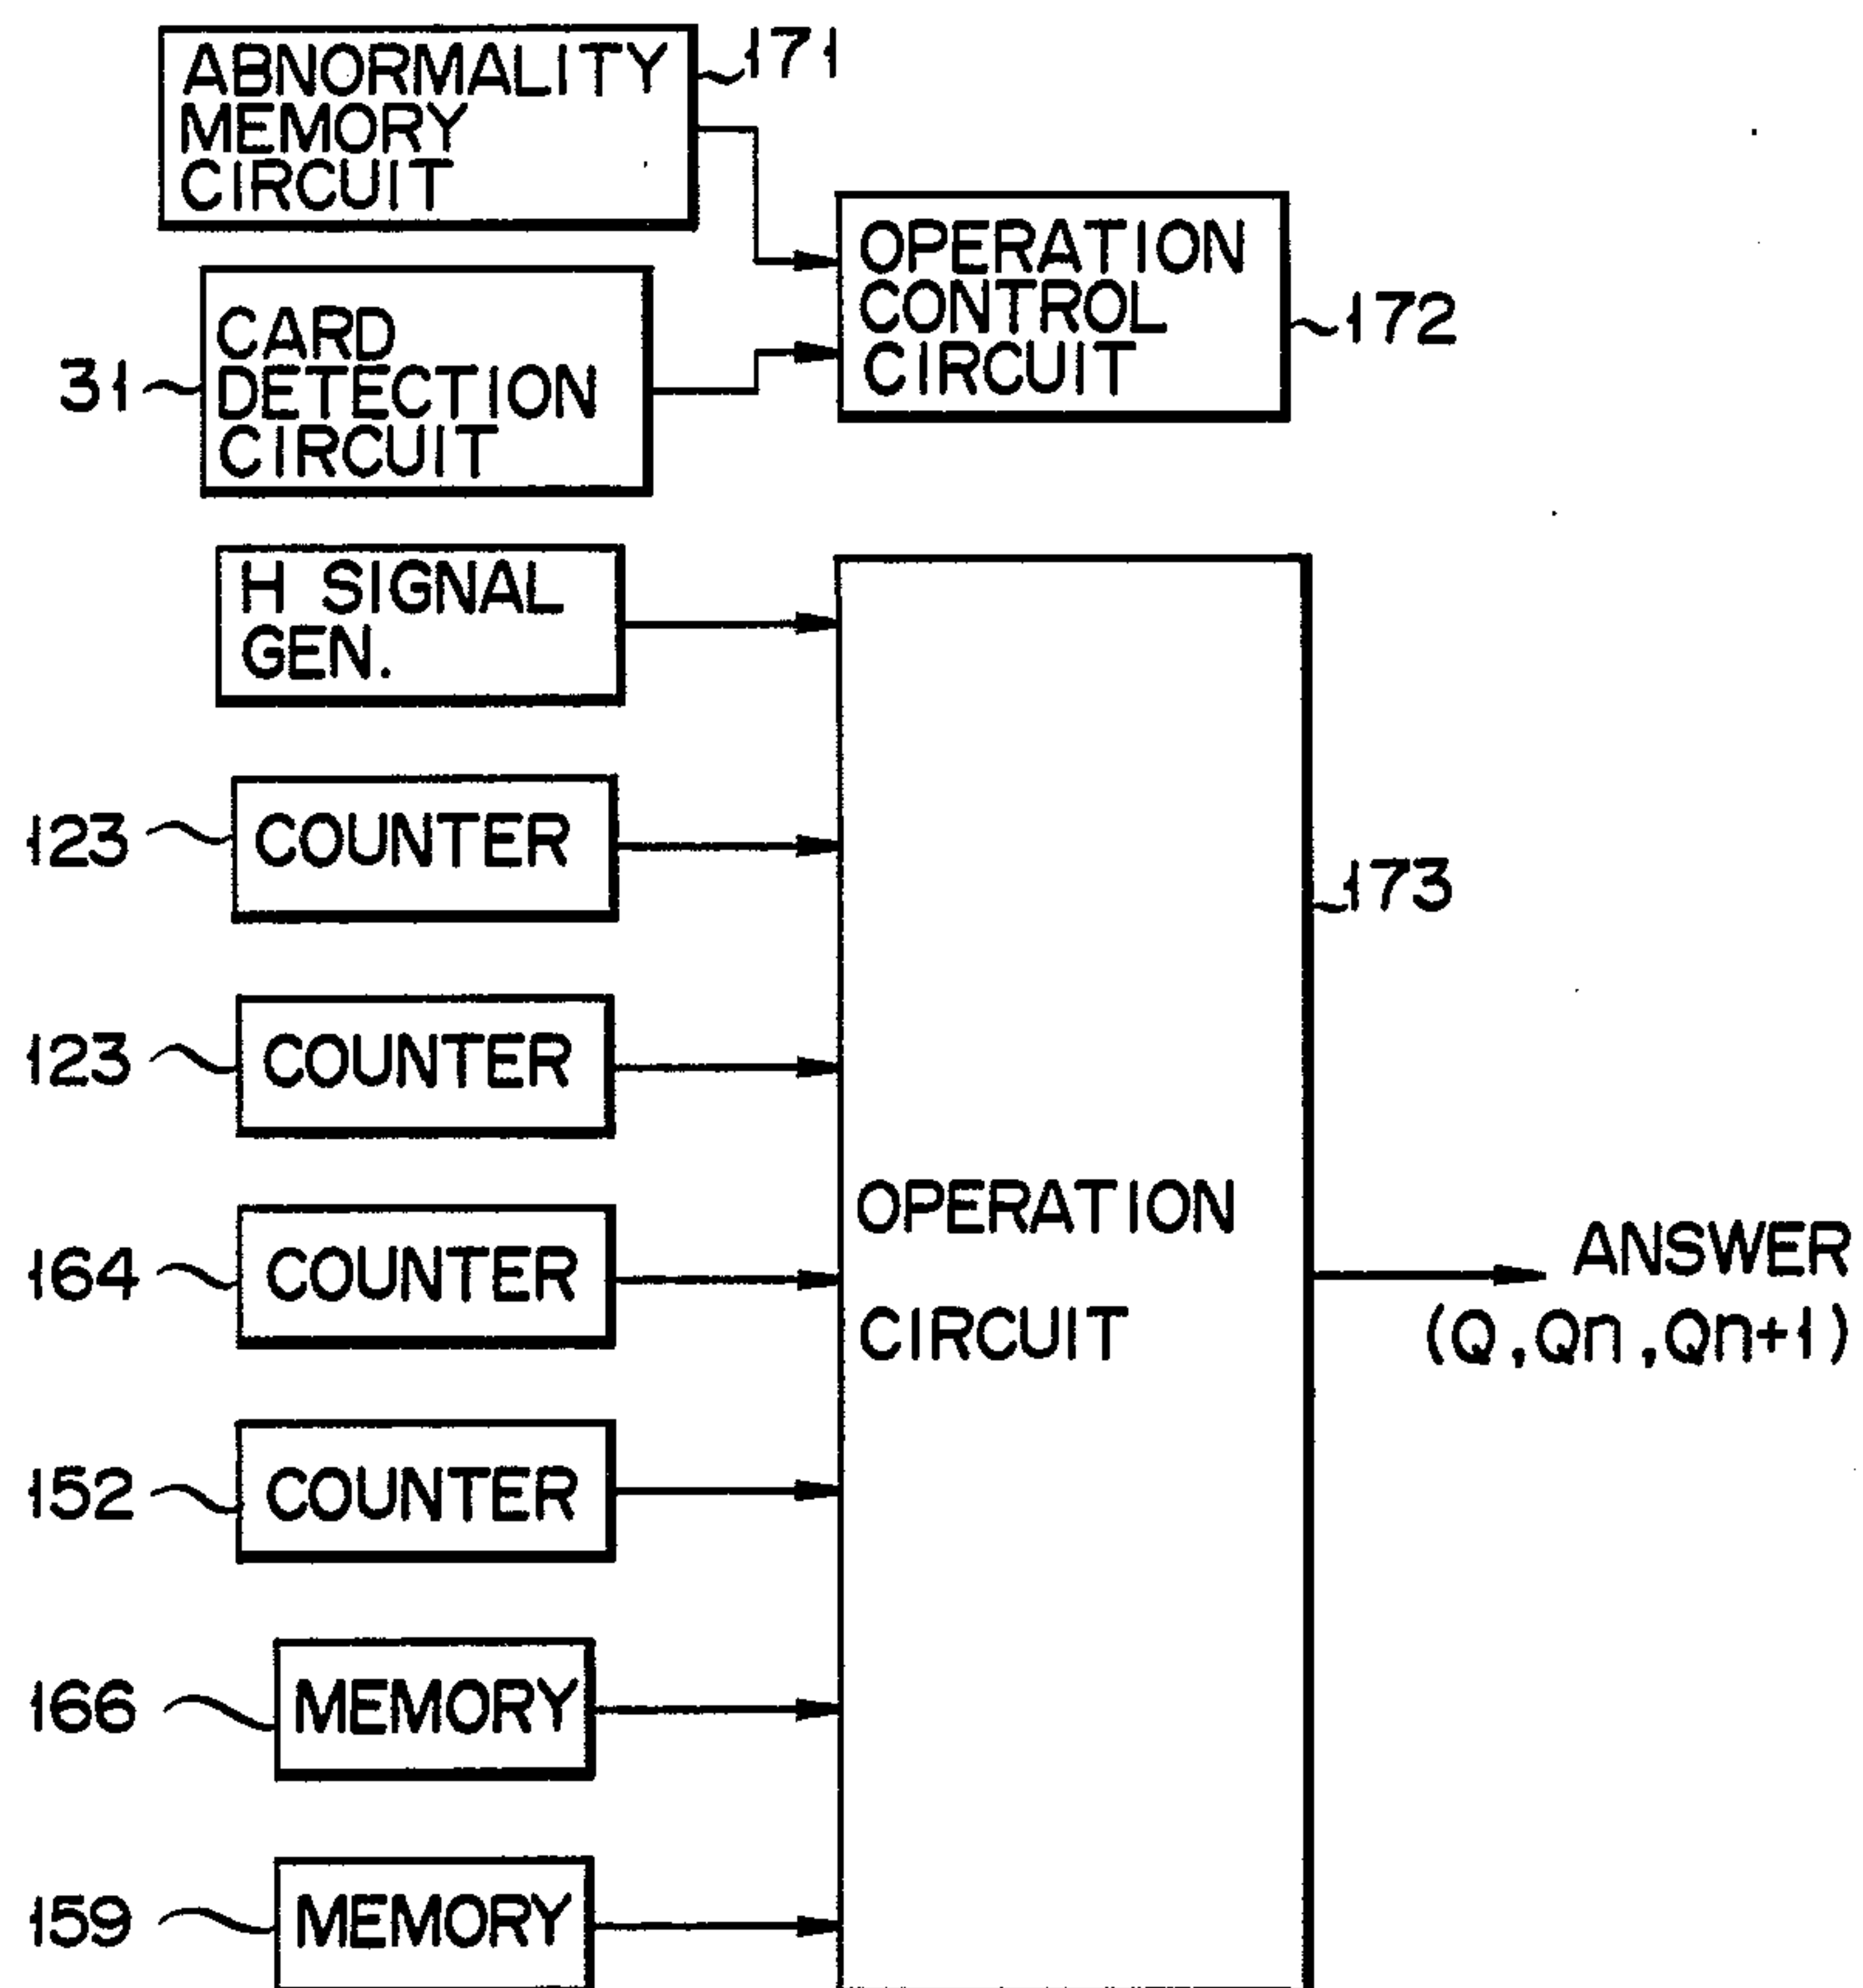 ABNORMALITY
MEMORY
CIRCUIT
171
OPERATION
CONTROL
CIRCUIT
172
31
CARD
DETECTION
CIRCUIT
H SIGNAL
GEN.
123
COUNTER
173
123
COUNTER
164
COUNTER
OPERATION
CIRCUIT
ANSWER
(Q,Qn,Qn+1)
152
COUNTER
166
MEMORY
159
MEMORY